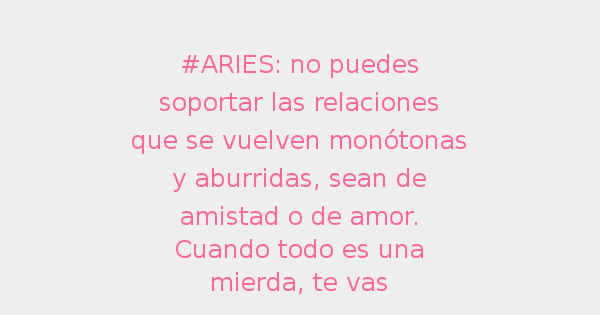 #ARIES: no puedes
soportar las relaciones
que se vuelven monótonas
y aburridas, sean de
amistad o de amor.
Cuando todo es una
mierda, te vas